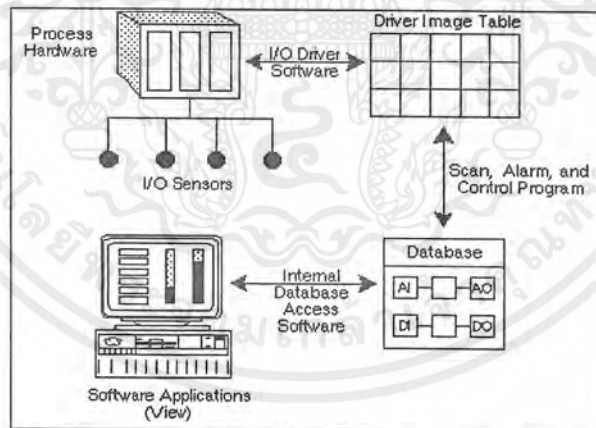 Process
Hardware
I/O Driver
Software
Driver Image Table
I/O Sensors
Scan, Alarm, and
Control Program
Internal
Database
Access
Software
Database
AI
AO
DI
DO
Software Applications
(View)